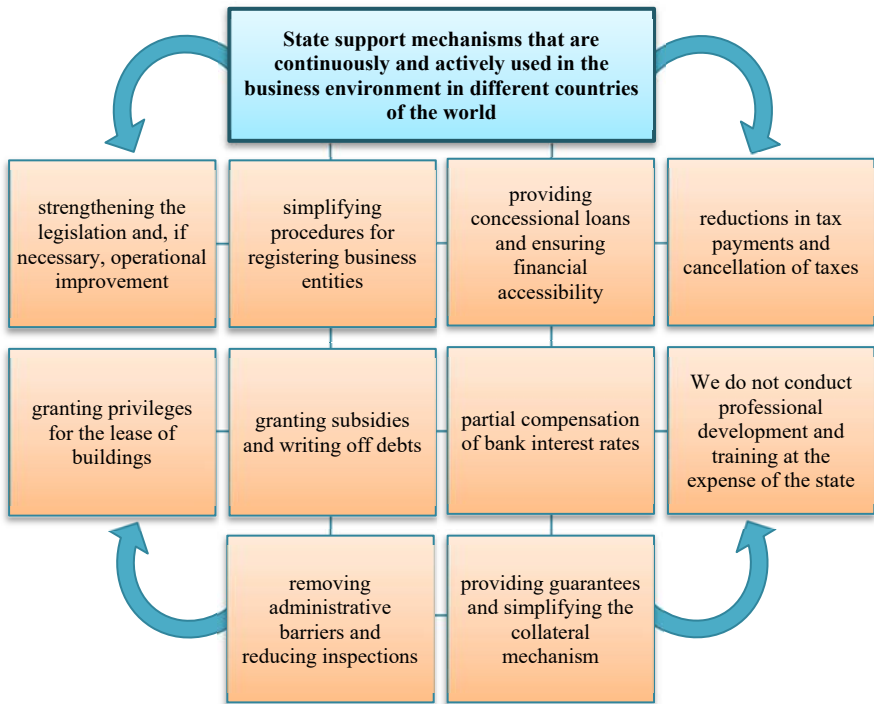 State support mechanisms that are
continuously and actively used in the
business environment in different countries
of the world
strengthening the
legislation and, if
necessary, operational
improvement
simplifying
procedures for
registering business
entities
providing
concessional loans
and ensuring
financial
accessibility
reductions in tax
payments and
cancellation of taxes
granting privileges
for the lease of
buildings
granting subsidies
and writing off debts
partial compensation
of bank interest rates
We do not conduct
professional
development and
training at the
expense of the state
removing
administrative
barriers and
reducing inspections
providing guarantees
and simplifying the
collateral
mechanism